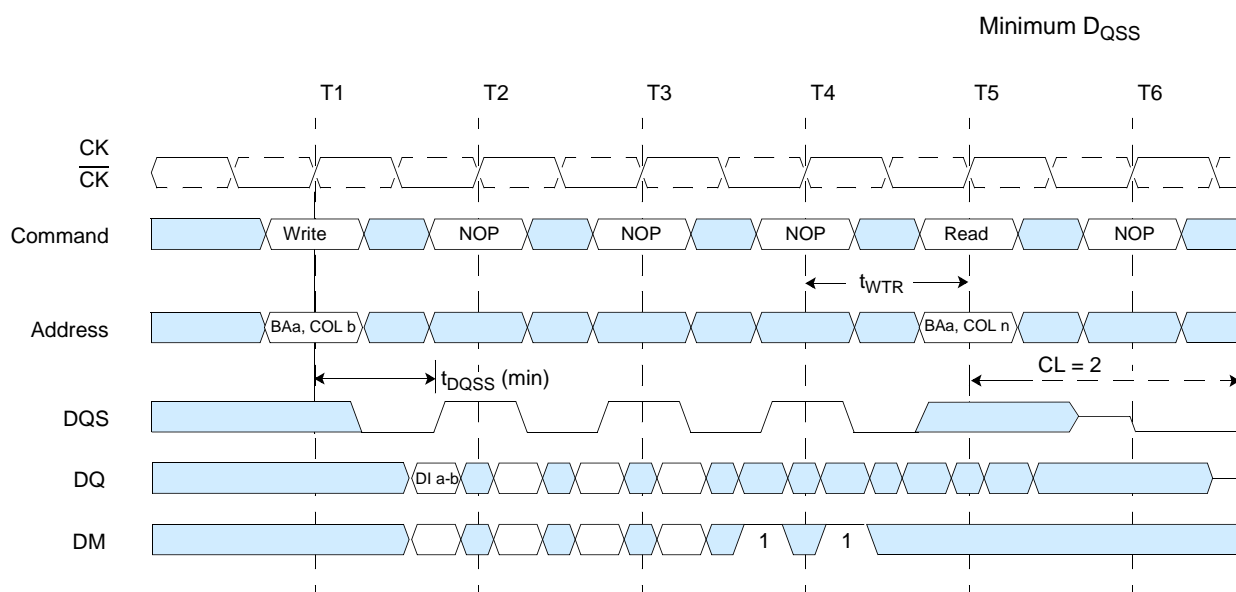 Minimum DQSS
T1 T2 T3 T4 T5 T6
CK
CK
Command Write NOP NOP NOP Read NOP
tWTR
Address BAa, COL b BAa, COL n
tDQSS (min) CL = 2
DQS
DQ DI a-b
DM 1 1